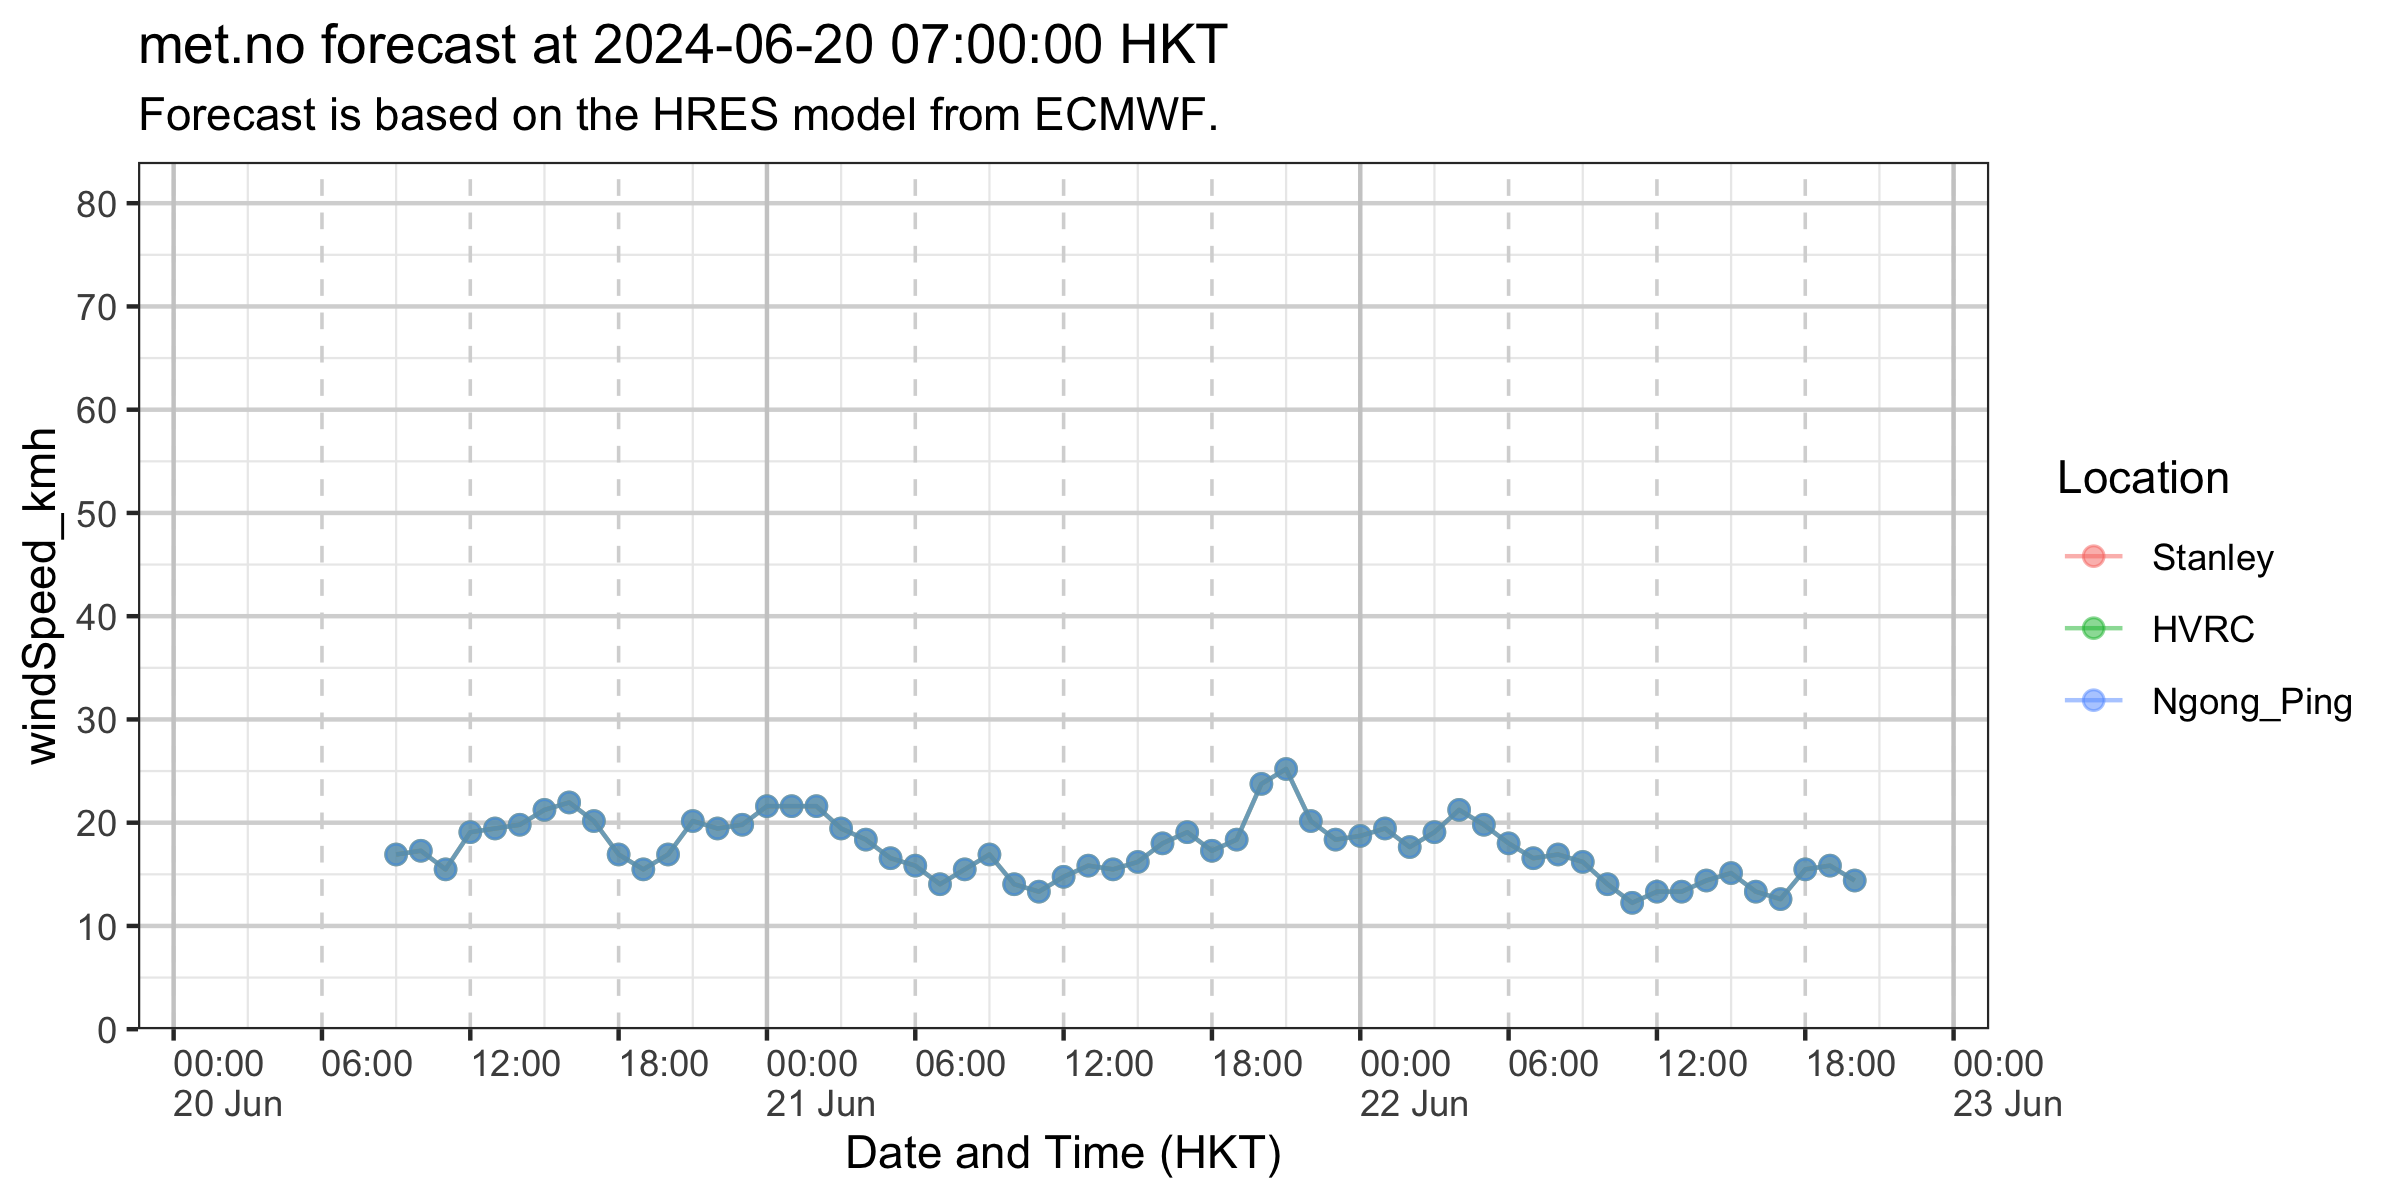 met.no forecast at 2024-06-20 07:00:00 HKT
Forecast is based on the HRES model from ECMWF.
windSpeed_kmh
80
70
60
50
40
30
20
10
0
00:00 06:00 12:00 18:00 00:00 06:00 12:00 18:00 00:00 06:00 12:00 18:00 00:00
20 Jun 21 Jun 22 Jun 23 Jun
Date and Time (HKT)
Location
Stanley
HVRC
Ngong_Ping